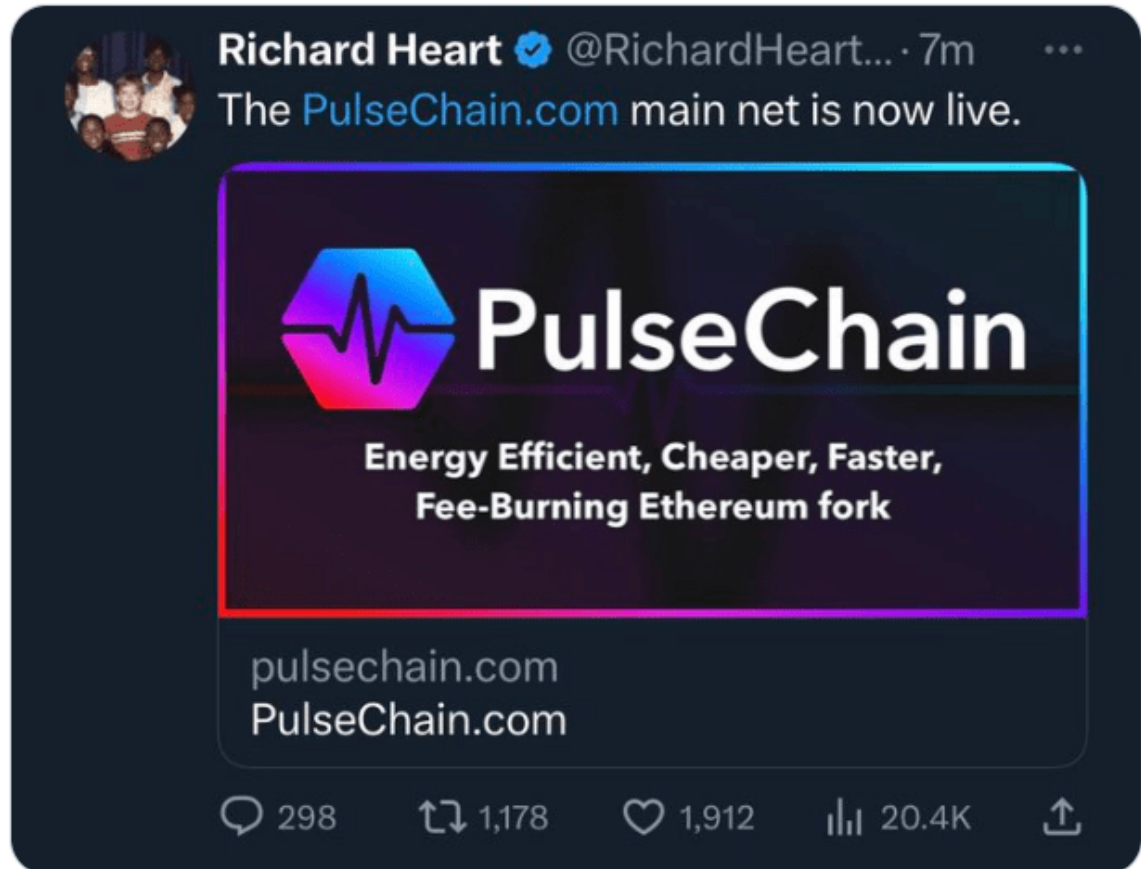 Richard Heart @RichardHeart... · 7m
The PulseChain.com main net is now live.
PulseChain
Energy Efficient, Cheaper, Faster,
Fee-Burning Ethereum fork
pulsechain.com
PulseChain.com
298 1,178 1,912 20.4K